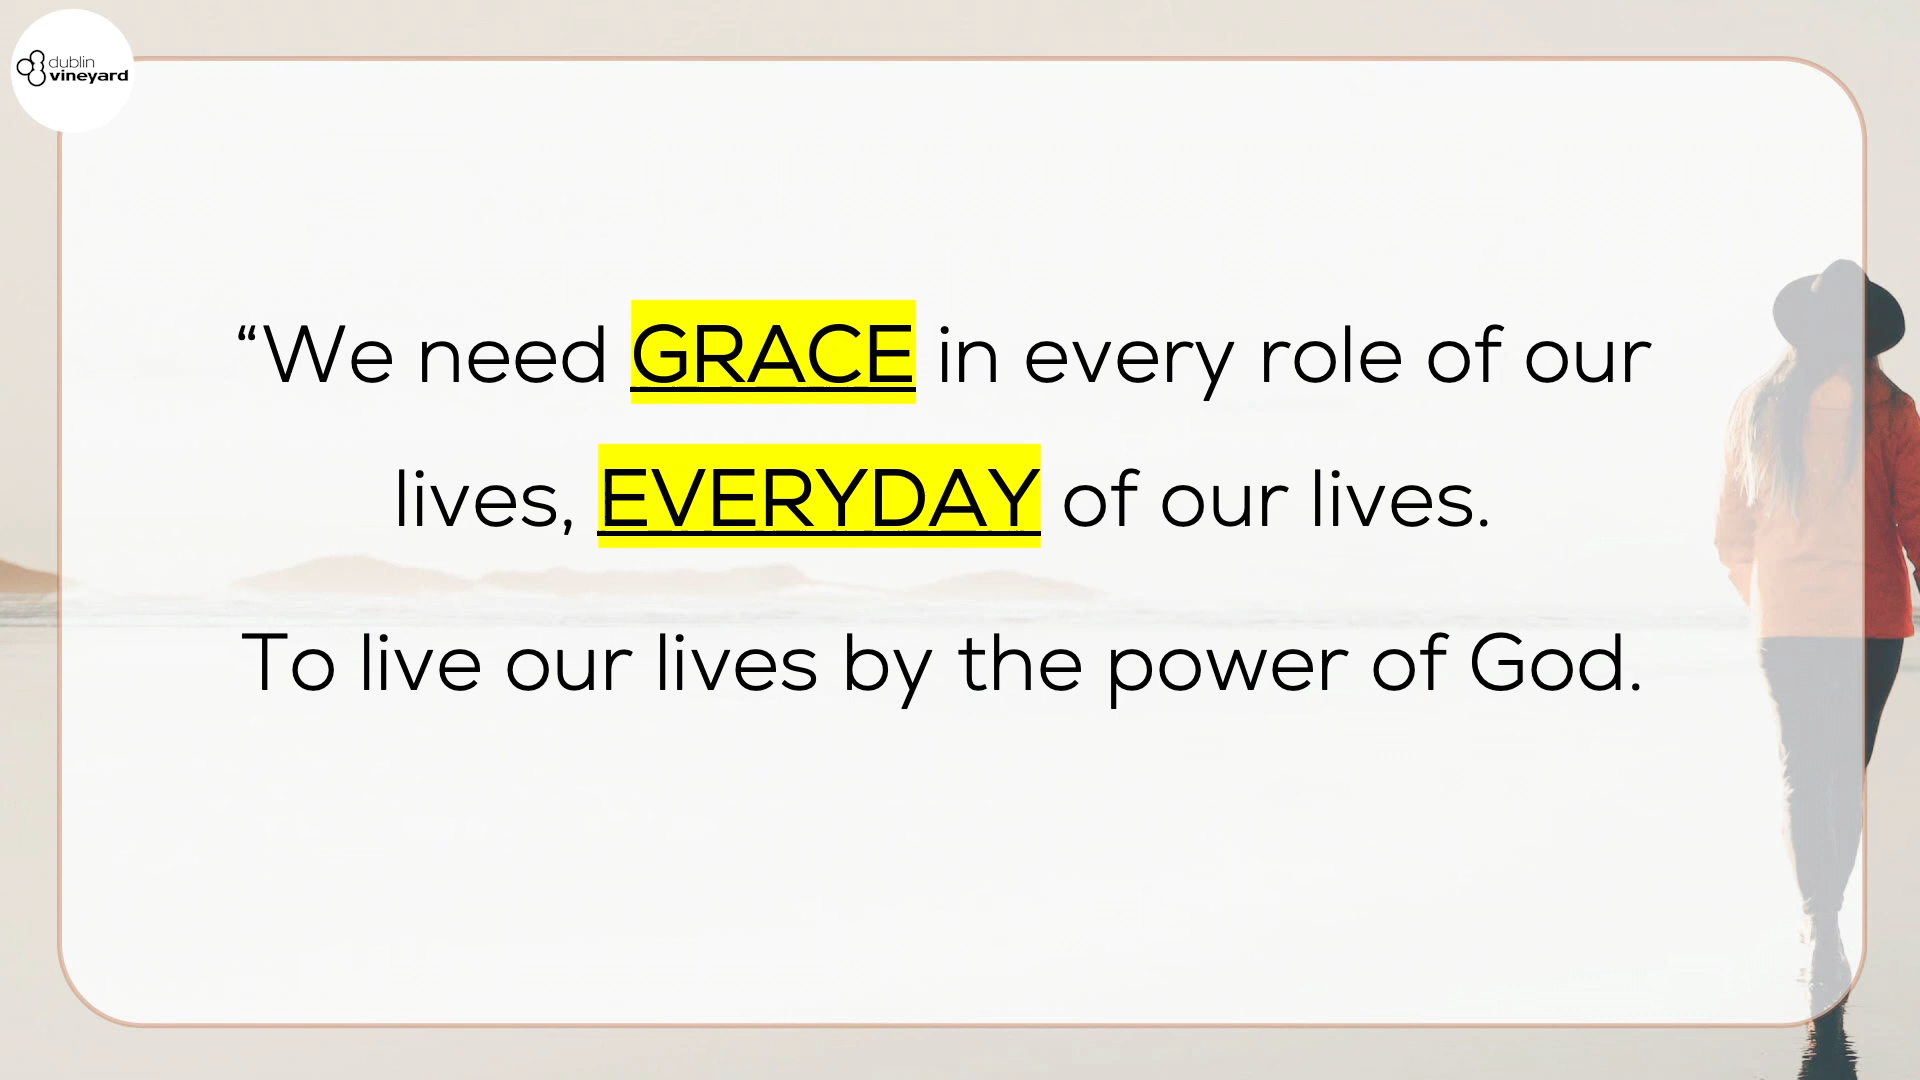 dublin
vineyard
“We need GRACE in every role of our
lives, EVERYDAY of our lives.
To live our lives by the power of God.